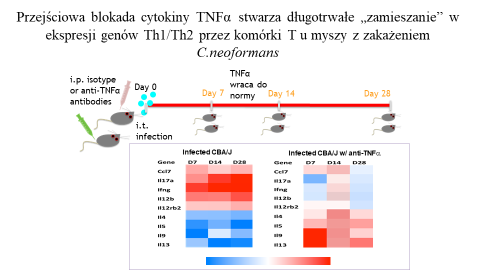 Przejściowa blokada cytokiny TNFα stwarza długotrwałe „zamieszanie” w
ekspresji genów Th1/Th2 przez komórki T u myszy z zakażeniem
C.neoformans
i.p. isotype
or anti-TNFα
antibodies
Day 0
i.t.
infection
Day 7
TNFα
wraca do
normy
Day 14
Day 28
Infected CBA/J
Gene D7 D14 D28
Ccl7
Il17a
Ifng
Il12b
Il12rb2
Il4
Il5
Il9
Il13
Infected CBA/J w/ anti-TNFα
Gene D7 D14 D28
Ccl7
Il17a
Ifng
Il12b
Il12rb2
Il4
Il5
Il9
Il13